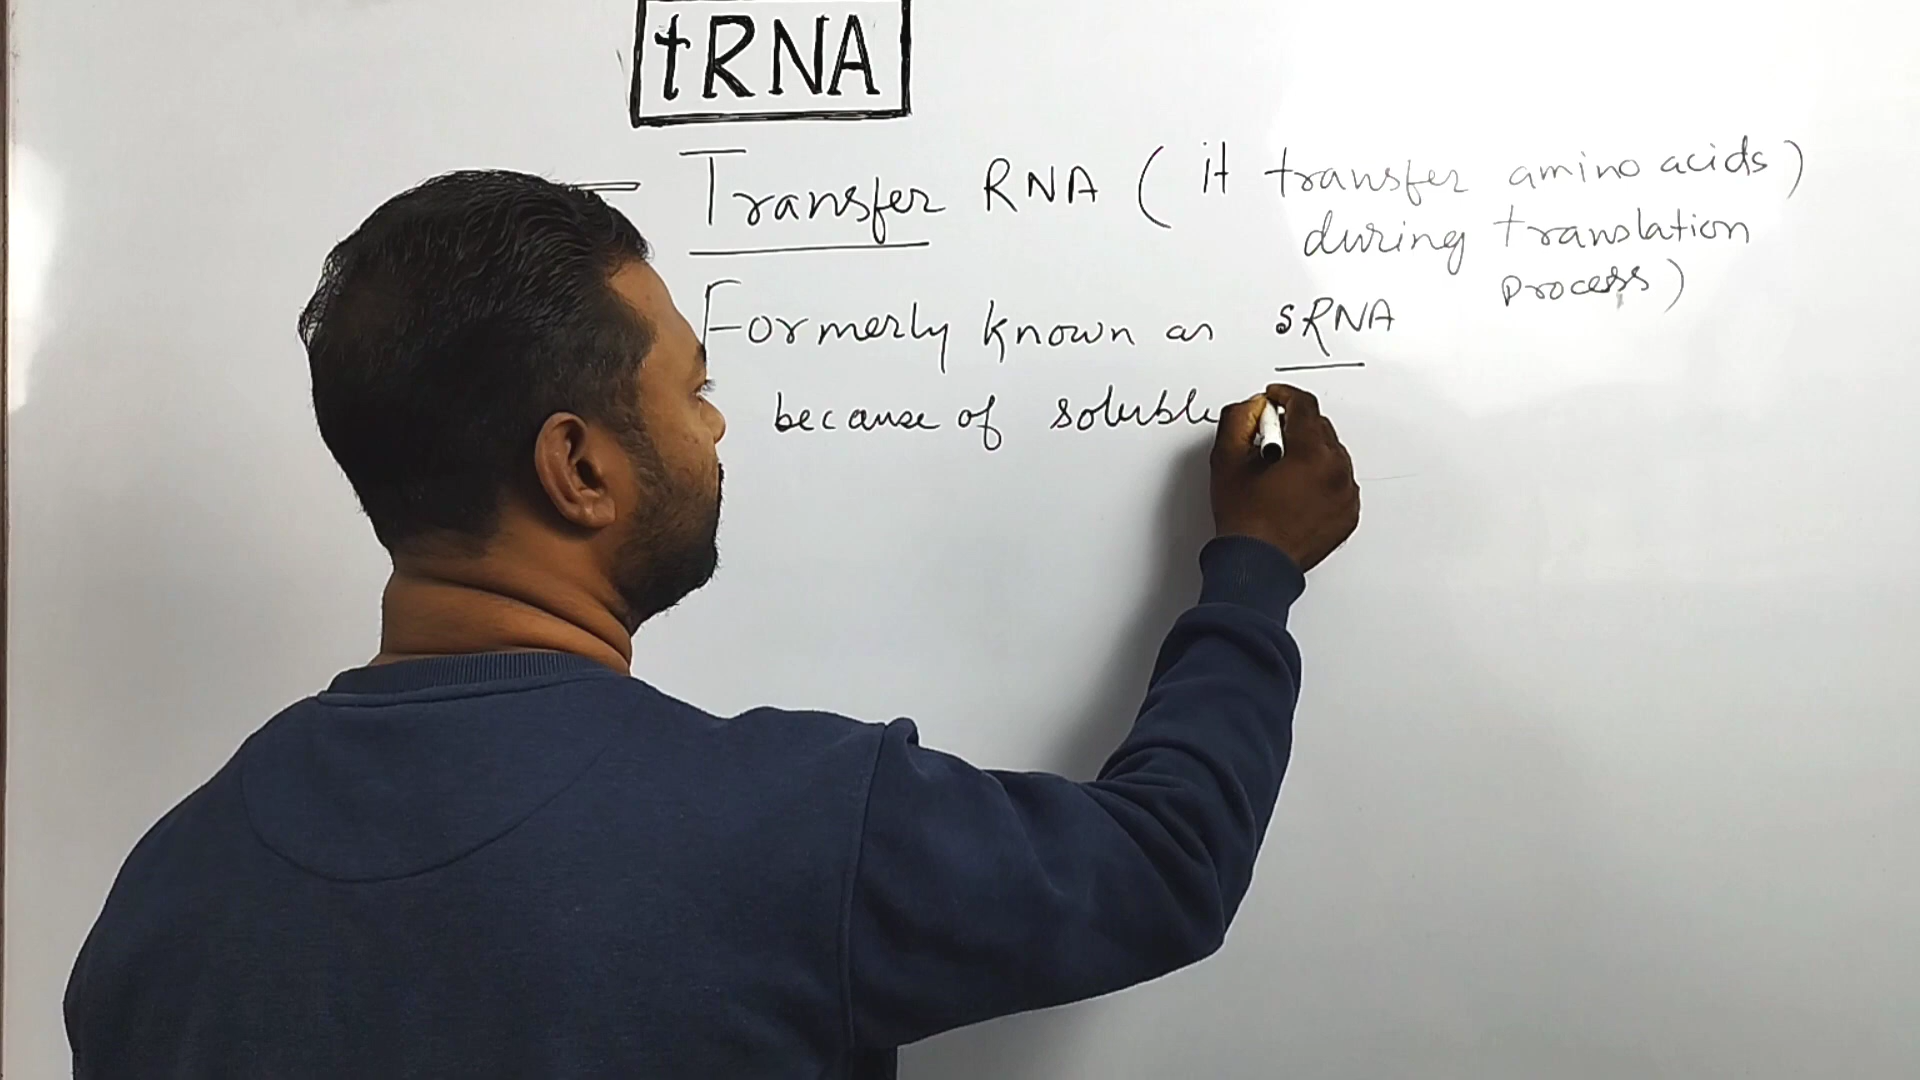 tRNA
Transfer RNA ( it transfer amino acids)
during translation
process)
Formerly known as sRNA
because of soluble